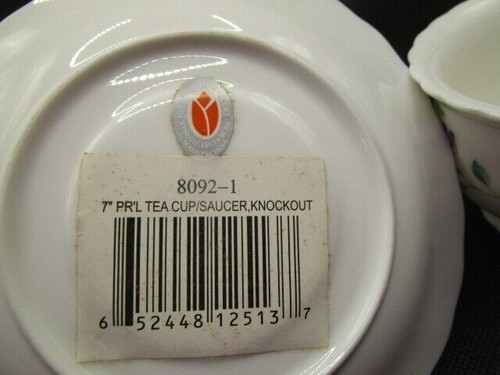 8092-1
7" PR'L TEA CUP/SAUCER,KNOCKOUT
6 52448 12513 7